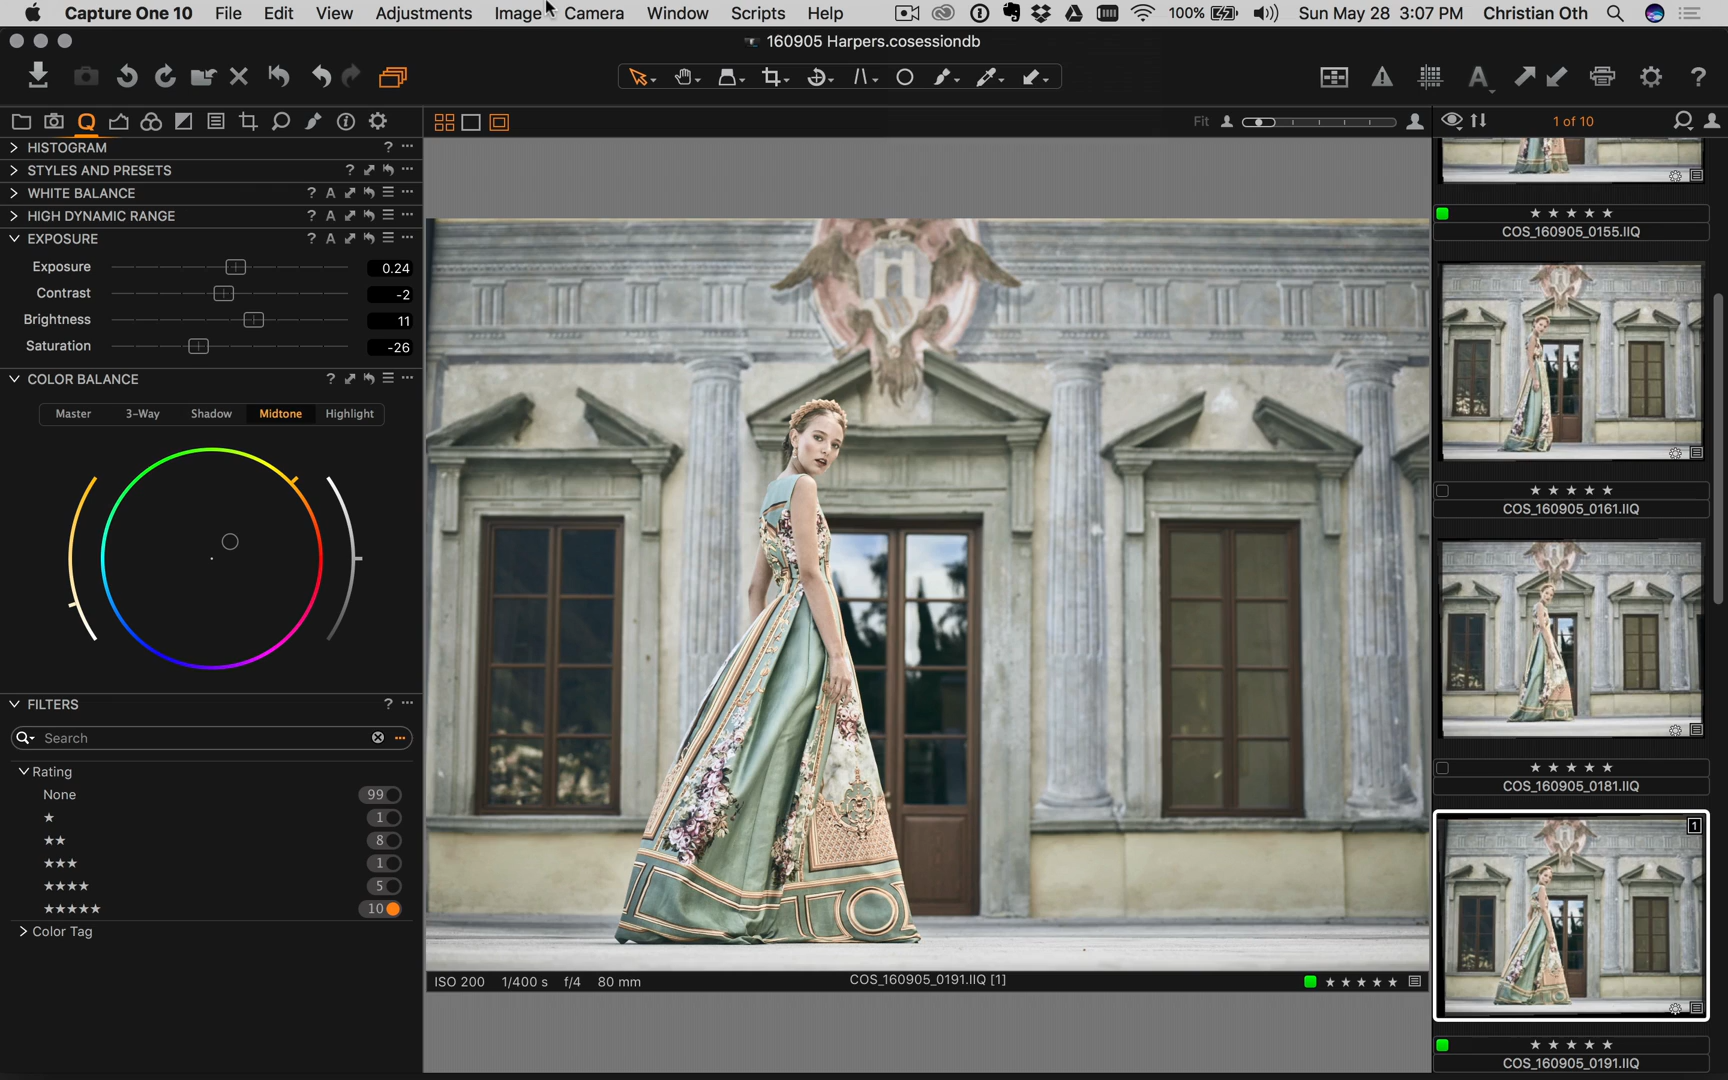 Capture One 10 File Edit View Adjustments Image Camera Window Scripts Help 100% Sun May 28 3:07 PM Christian Oth
160905 Harpers.cosessiondb
Fit
1 of 10
HISTOGRAM
STYLES AND PRESETS
WHITE BALANCE
HIGH DYNAMIC RANGE
EXPOSURE
Exposure 0.24
Contrast -2
Brightness 11
Saturation -26
COLOR BALANCE
Master 3-Way Shadow Midtone Highlight
FILTERS
Search
Rating
None 99
★ 1
★★ 8
★★★ 1
★★★★ 5
★★★★★ 10
Color Tag
H
ISO 200 1/400 s f/4 80 mm COS_160905_0191.IIQ [1]
COS_160905_0155.IIQ
COS_160905_0161.IIQ
COS_160905_0181.IIQ
1
COS_160905_0191.IIQ